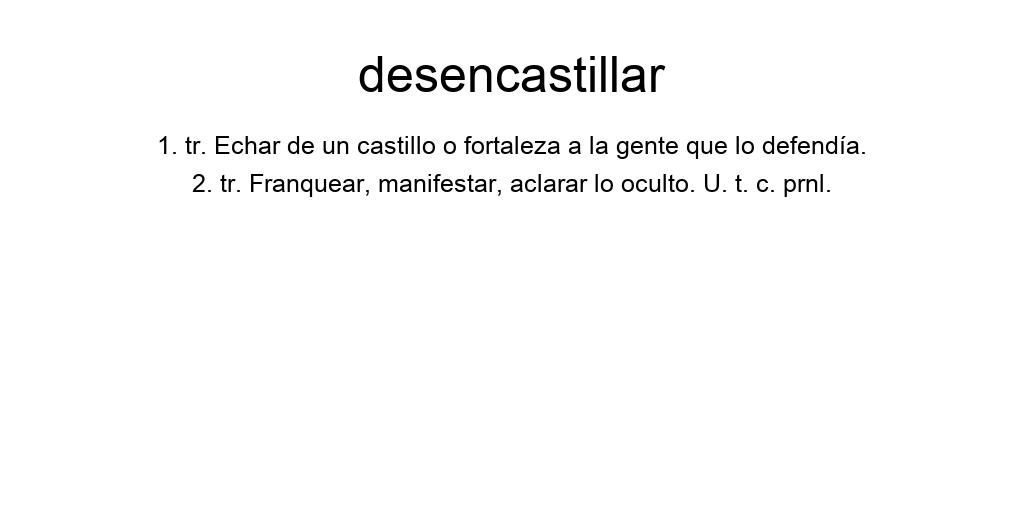 desencastillar
1. tr. Echar de un castillo o fortaleza a la gente que lo defendía.
2. tr. Franquear, manifestar, aclarar lo oculto. U. t. c. prnl.